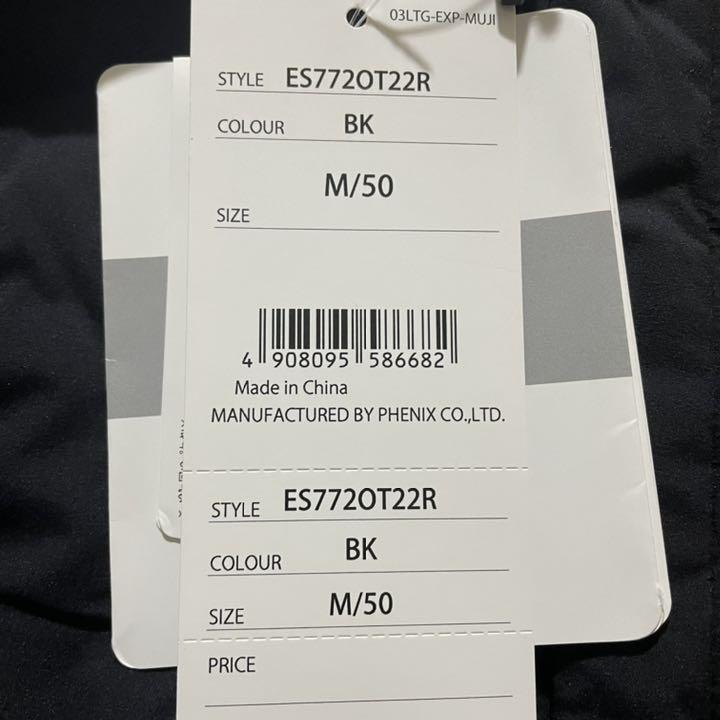 03LTG-EXP-MUJI
STYLE ES772OT22R
COLOUR BK
M/50
SIZE
4 908095 586682
Made in China
MANUFACTURED BY PHENIX CO.,LTD.
STYLE ES772OT22R
COLOUR BK
SIZE M/50
PRICE